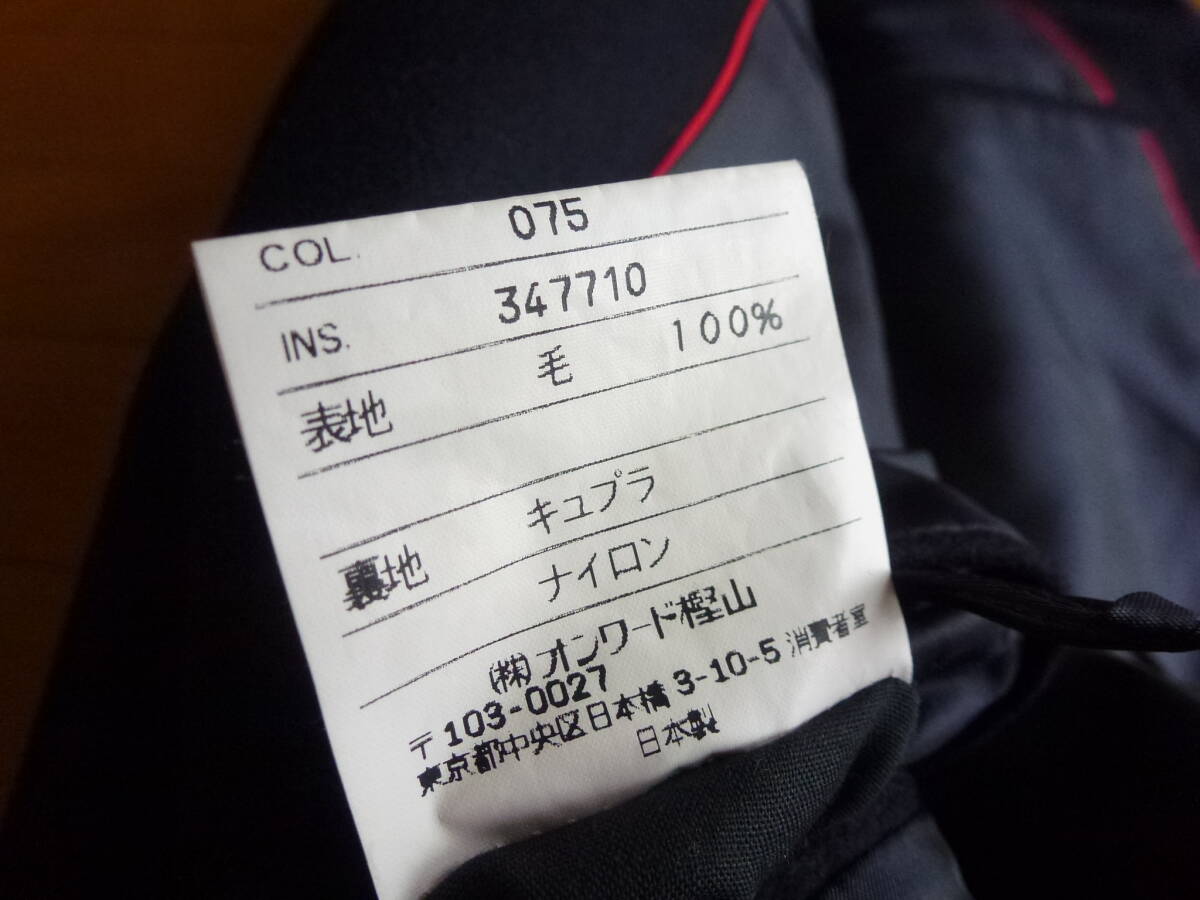 COL. 075
INS. 347710
表地 毛 100%
裏地 キュプラ
ナイロン
㈱オンワード樫山
〒103-0027
東京都中央区日本橋3-10-5 消費者室
日本製